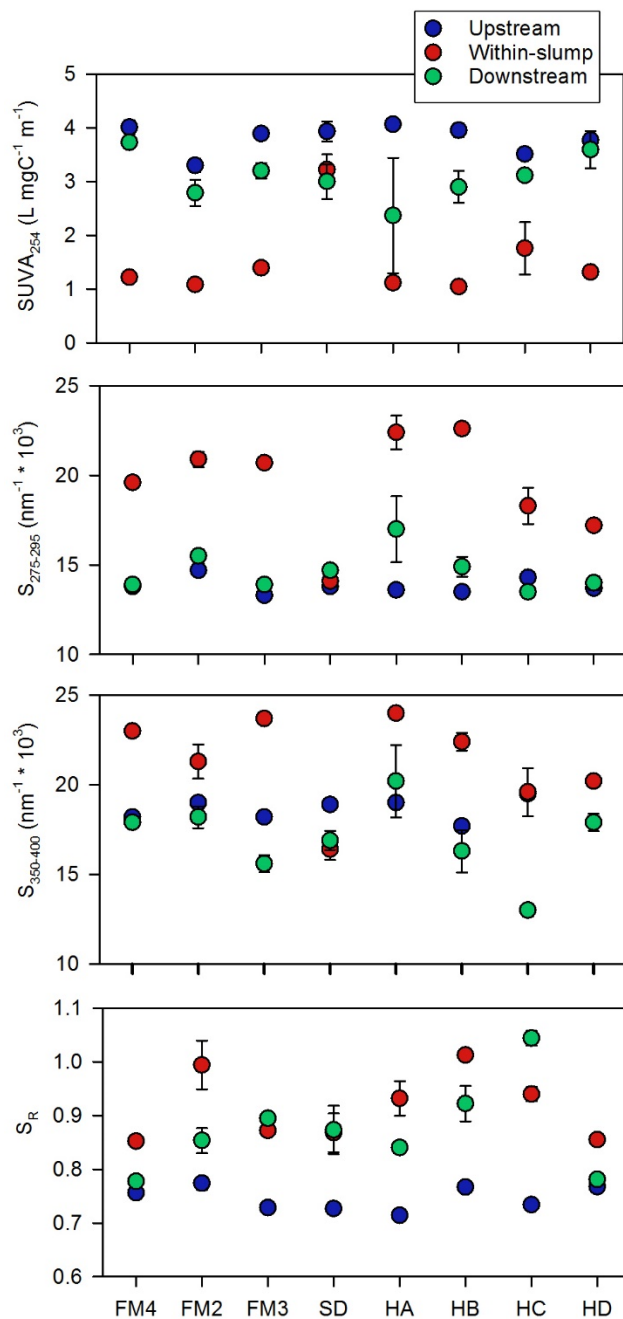 Upstream
Within-slump
Downstream
5
4
3
2
1
0
SUVA₂₅₄ (L mgC⁻¹ m⁻¹)
25
20
15
10
S₂₇₅₋₂₉₅ (nm⁻¹ * 10³)
25
20
15
10
S₃₅₀₋₄₀₀ (nm⁻¹ * 10³)
1.1
1.0
0.9
0.8
0.7
0.6
S_R
FM4 FM2 FM3 SD HA HB HC HD